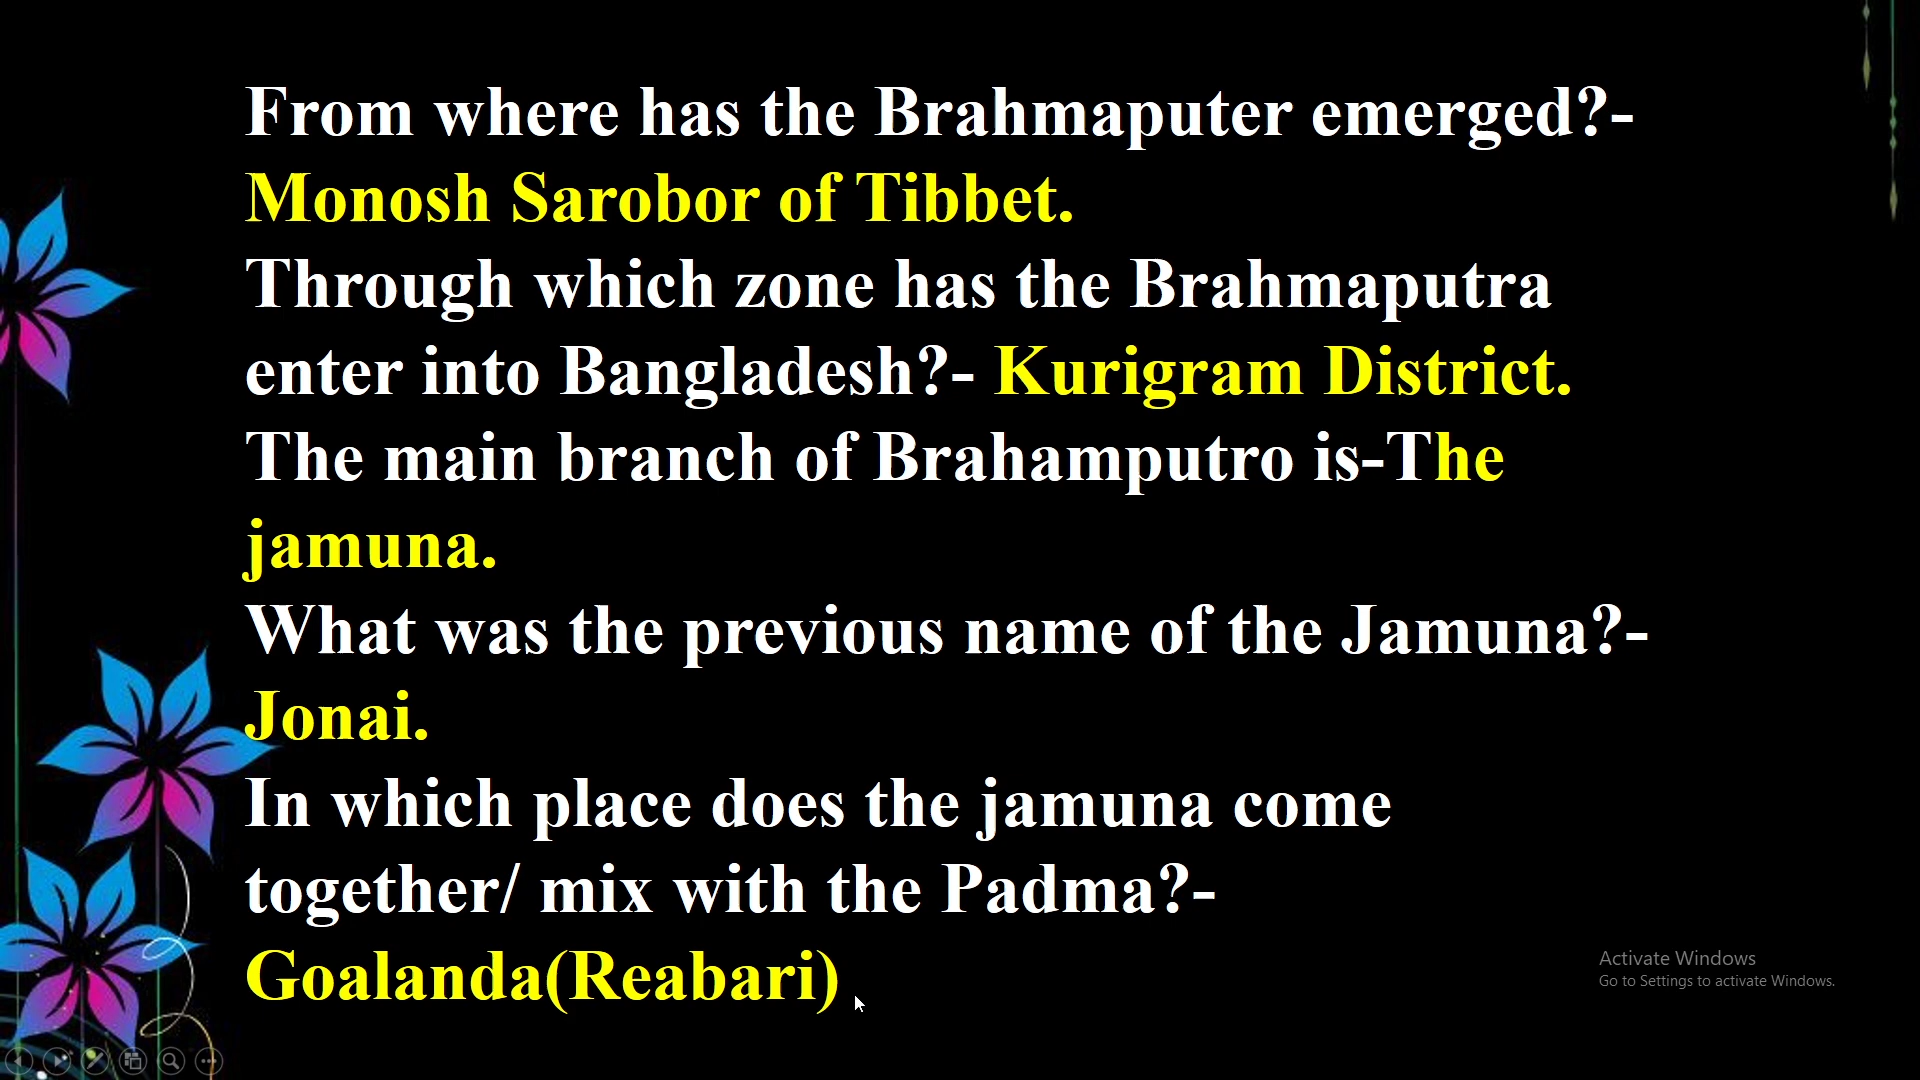 From where has the Brahmaputer emerged?-
Monosh Sarobor of Tibbet.
Through which zone has the Brahmaputra
enter into Bangladesh?- Kurigram District.
The main branch of Brahamputro is-The
jamuna.
What was the previous name of the Jamuna?-
Jonai.
In which place does the jamuna come
together/ mix with the Padma?-
Goalanda(Reabari)
Activate Windows
Go to Settings to activate Windows.